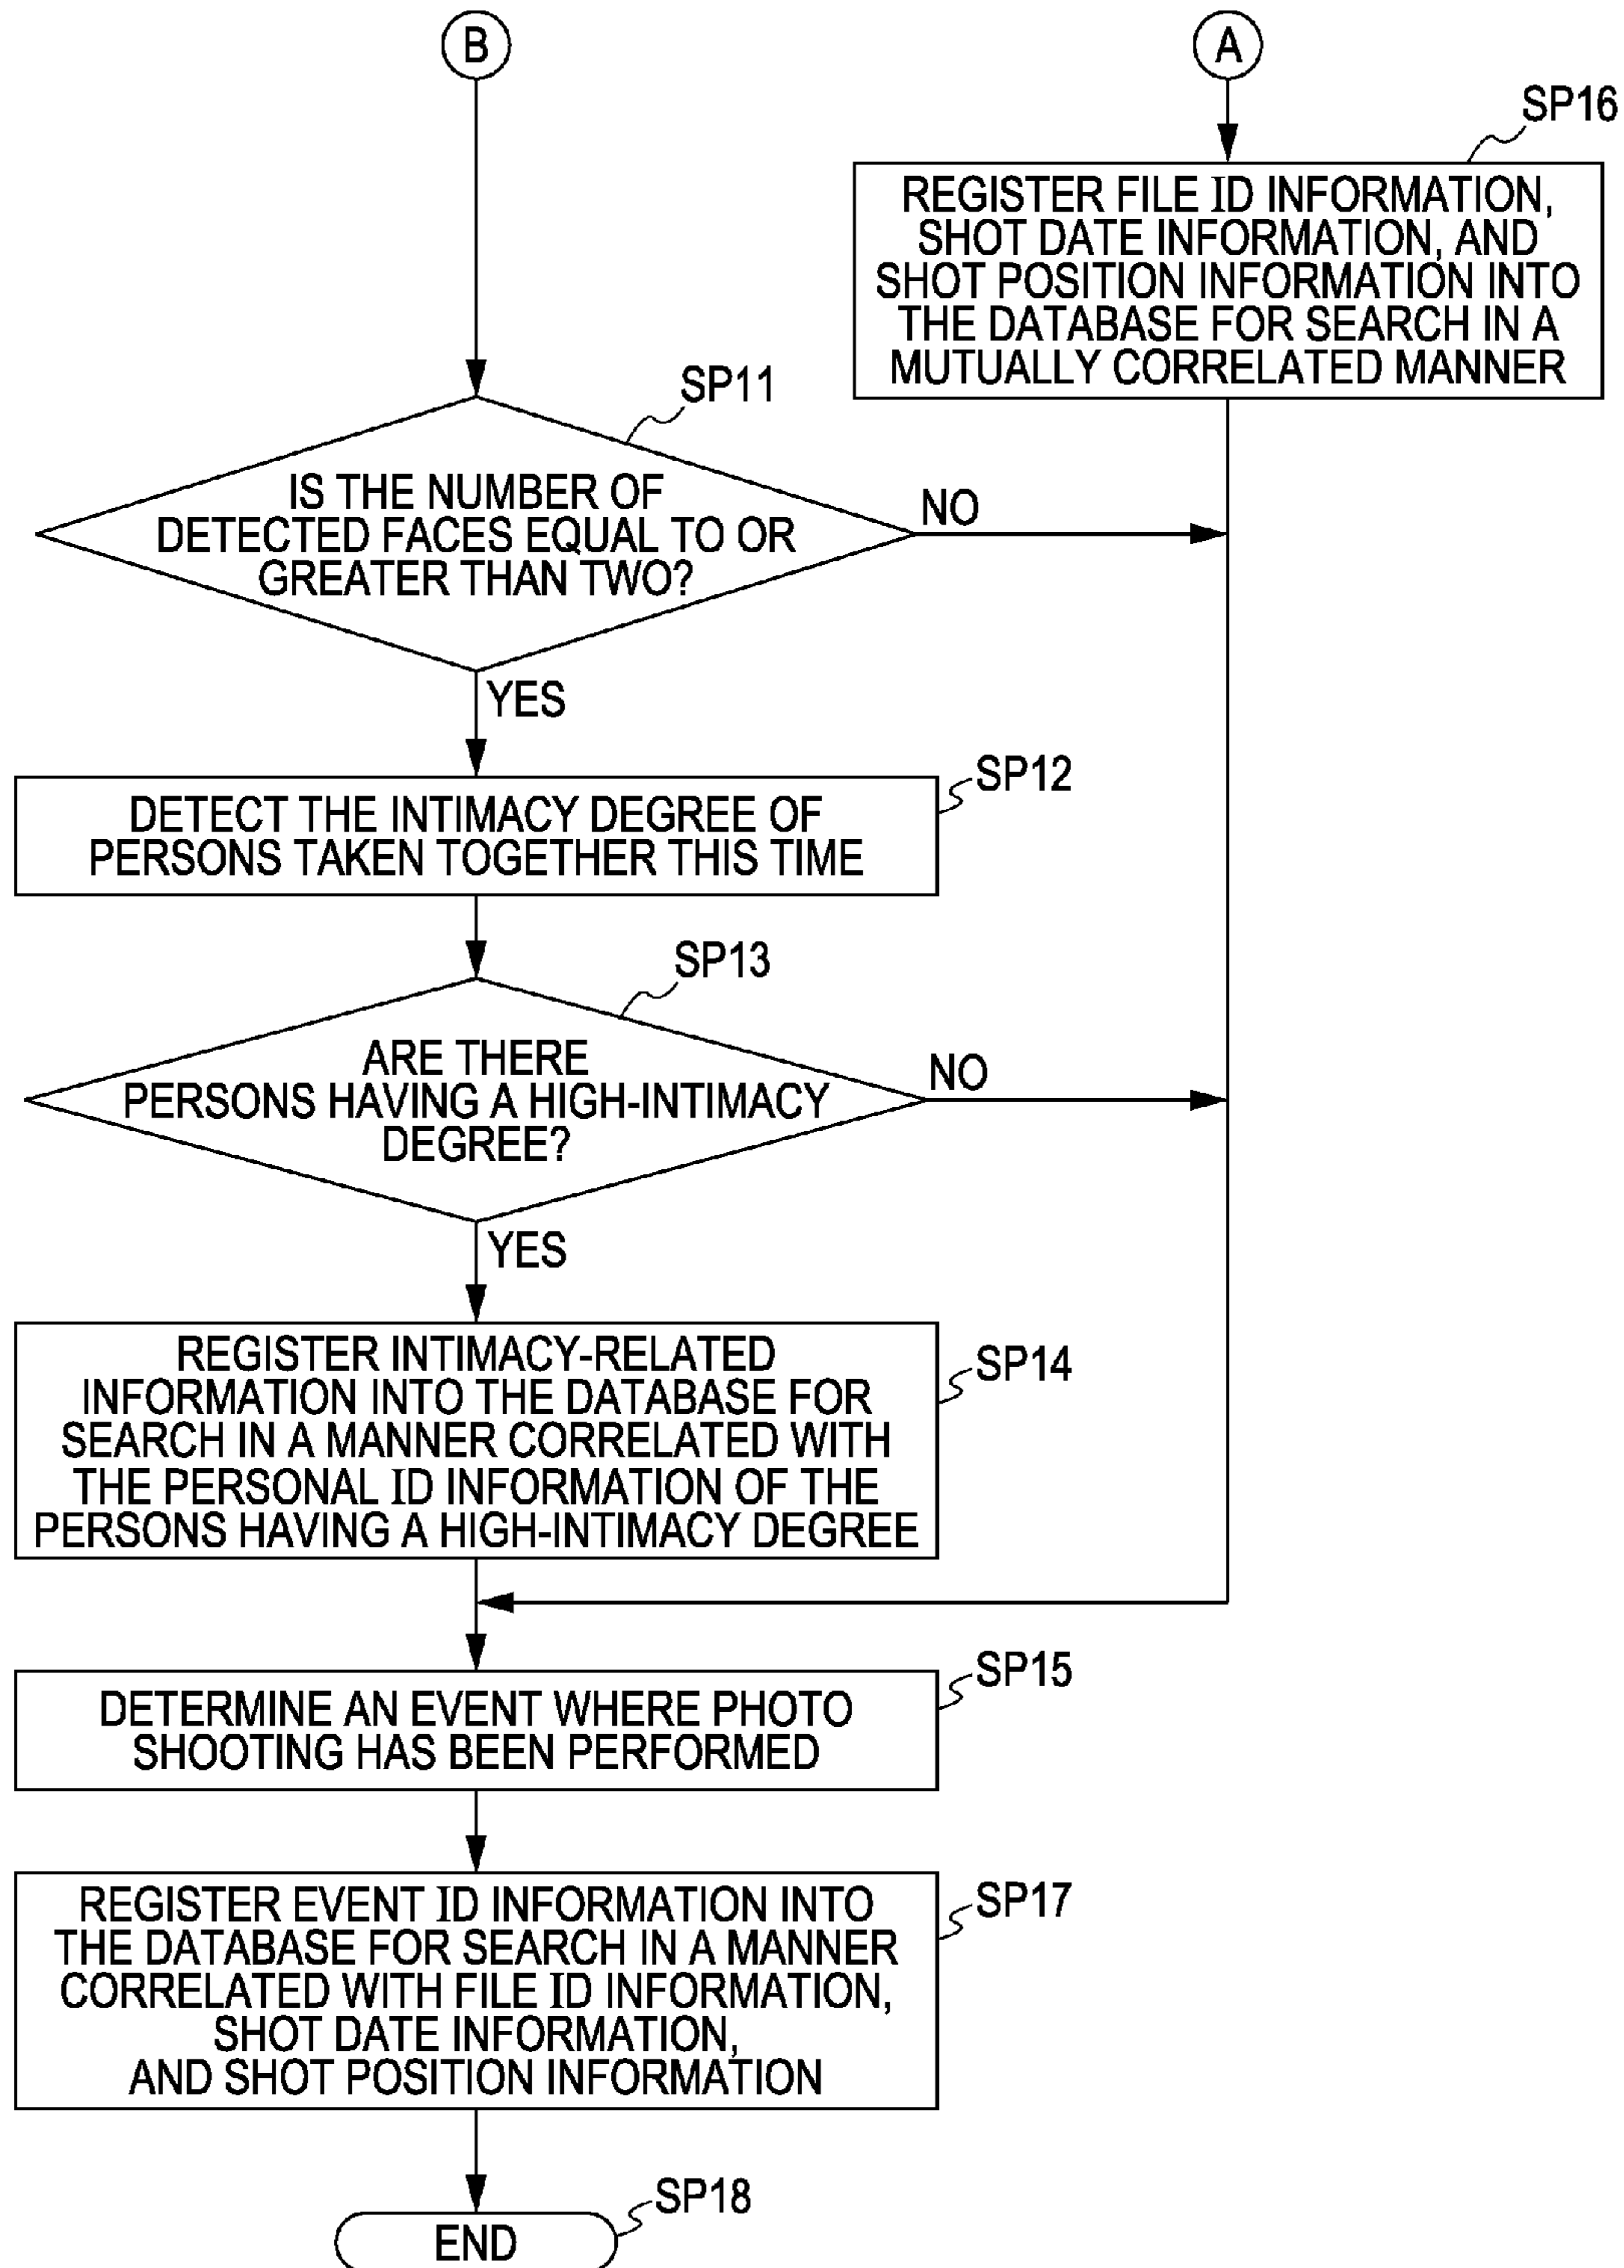 B
A
SP16
REGISTER FILE ID INFORMATION,
SHOT DATE INFORMATION, AND
SHOT POSITION INFORMATION INTO
THE DATABASE FOR SEARCH IN A
MUTUALLY CORRELATED MANNER
SP11
IS THE NUMBER OF
DETECTED FACES EQUAL TO OR
GREATER THAN TWO?
NO
YES
SP12
DETECT THE INTIMACY DEGREE OF
PERSONS TAKEN TOGETHER THIS TIME
SP13
ARE THERE
PERSONS HAVING A HIGH-INTIMACY
DEGREE?
NO
YES
SP14
REGISTER INTIMACY-RELATED
INFORMATION INTO THE DATABASE FOR
SEARCH IN A MANNER CORRELATED WITH
THE PERSONAL ID INFORMATION OF THE
PERSONS HAVING A HIGH-INTIMACY DEGREE
SP15
DETERMINE AN EVENT WHERE PHOTO
SHOOTING HAS BEEN PERFORMED
SP17
REGISTER EVENT ID INFORMATION INTO
THE DATABASE FOR SEARCH IN A MANNER
CORRELATED WITH FILE ID INFORMATION,
SHOT DATE INFORMATION,
AND SHOT POSITION INFORMATION
SP18
END